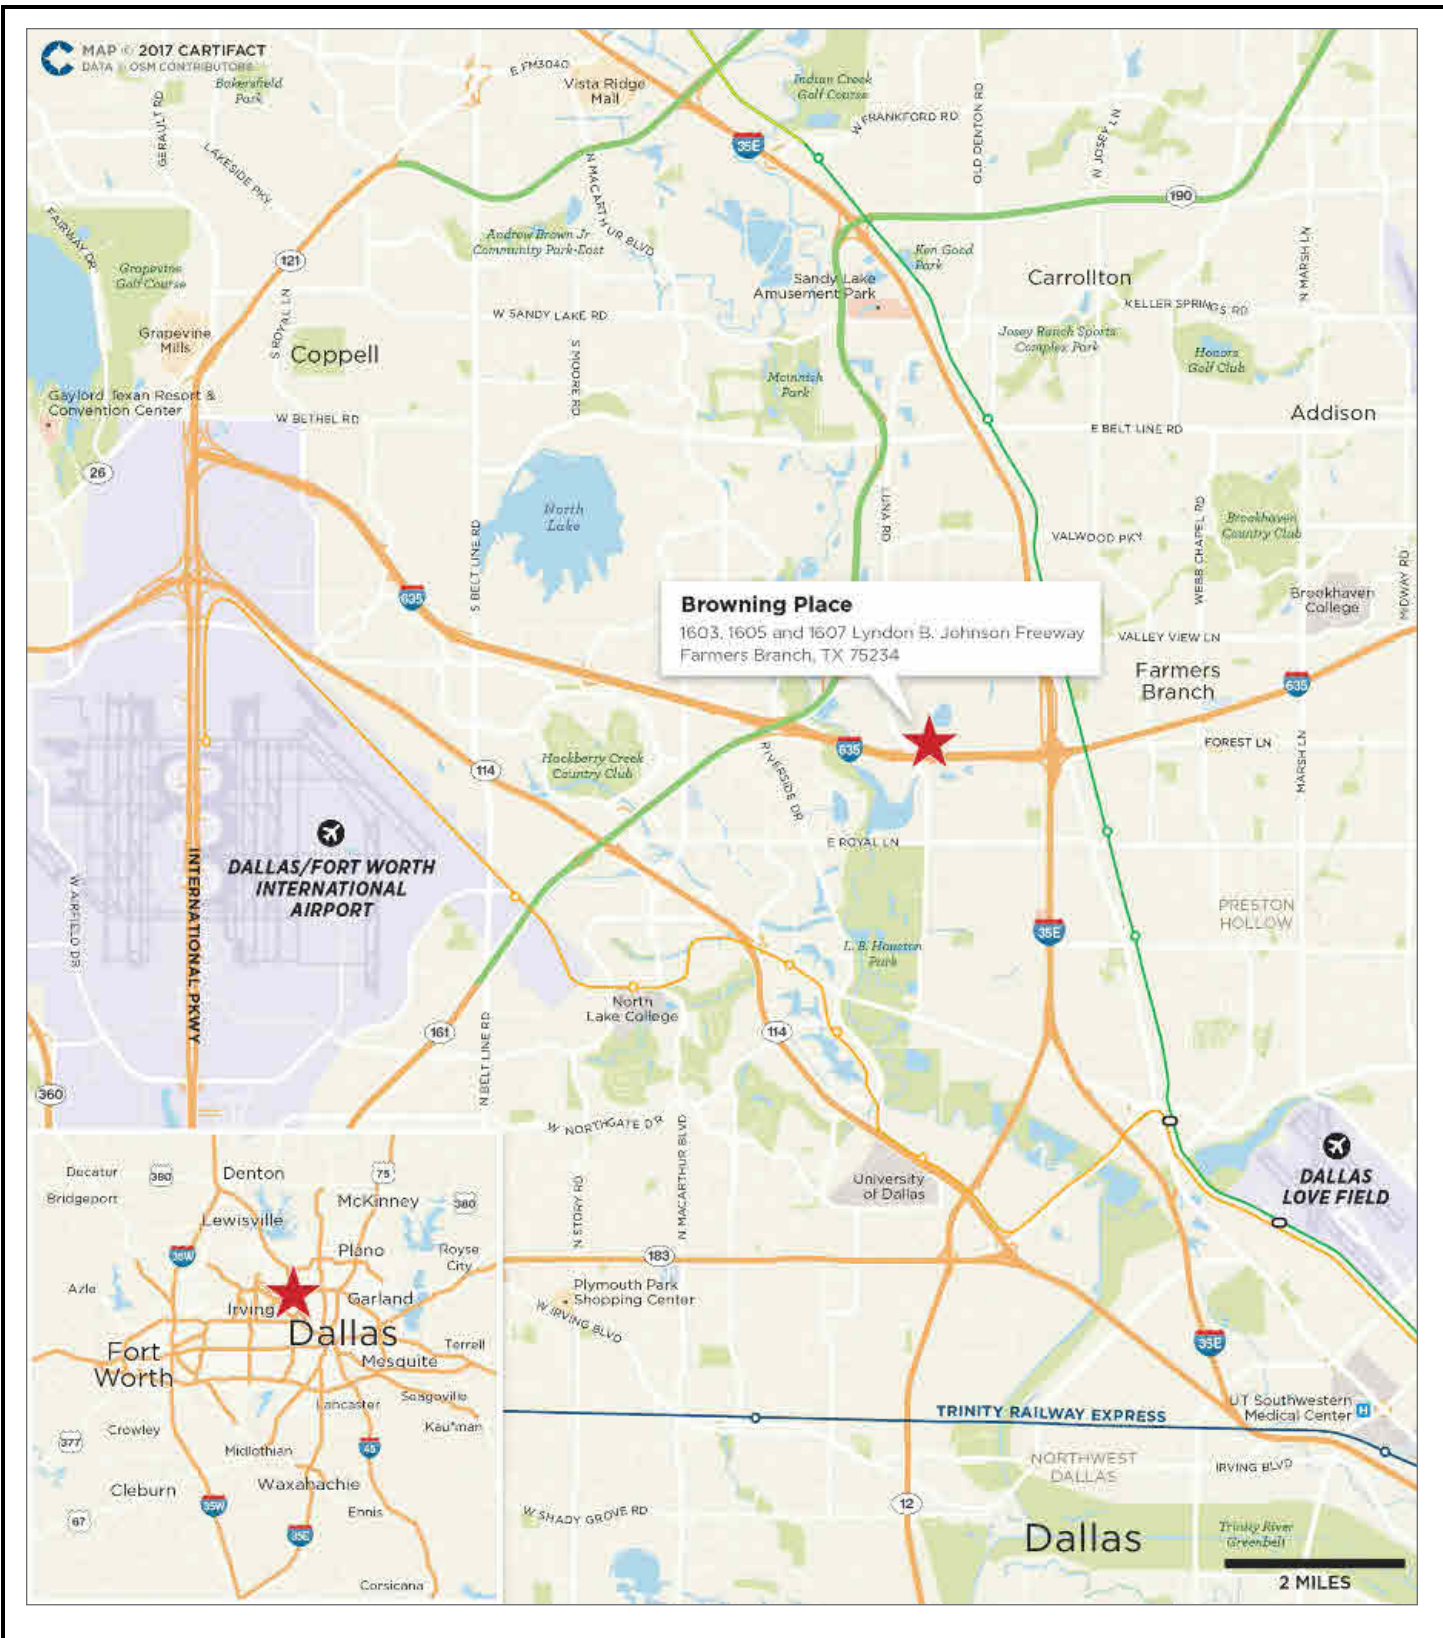 MAP © 2017 CARTIFACT
DATA © OSM CONTRIBUTORS
Bakersfield
Park
GERAULT RD
LAKESIDE PKY
E FM3040
Vista Ridge
Mall
Indian Creek
Golf Course
W FRANKFORD RD
OLD DENTON RD
N JOSEY LN
35E
190
FAIRWAY DR
Grapevine
Golf Course
121
N MACARTHUR BLVD
Andrew Brown Jr
Community Park-East
Ken Good
Park
Sandy Lake
Amusement Park
Carrollton
N MARSH LN
KELLER SPRINGS RD
Grapevine
Mills
S ROYAL LN
Coppell
W SANDY LAKE RD
S MOORE RD
Josey Ranch Sports
Complex Park
Honors
Golf Club
McInnish
Park
Gaylord Texan Resort &
Convention Center
W BETHEL RD
Addison
E BELT LINE RD
26
North
Lake
S BELT LINE RD
LUNA RD
VALWOOD PKY
WEBB CHAPEL RD
Brookhaven
Country Club
MIDWAY RD
635
Brookhaven
College
Browning Place
1603, 1605 and 1607 Lyndon B. Johnson Freeway
Farmers Branch, TX 75234
VALLEY VIEW LN
Farmers
Branch
635
635
FOREST LN
MARSH LN
114
Hackberry Creek
Country Club
RIVERSIDE DR
E ROYAL LN
DALLAS/FORT WORTH
INTERNATIONAL
AIRPORT
INTERNATIONAL PKWY
W AIRFIELD DR
PRESTON
HOLLOW
35E
L. B. Houston
Park
North
Lake College
161
114
N BELT LINE RD
360
W NORTHGATE DR
N MACARTHUR BLVD
N STORY RD
University
of Dallas
DALLAS
LOVE FIELD
183
Plymouth Park
Shopping Center
W IRVING BLVD
35E
UT Southwestern
Medical Center
H
TRINITY RAILWAY EXPRESS
NORTHWEST
DALLAS
IRVING BLVD
12
W SHADY GROVE RD
Dallas
Trinity River
Greenbelt
2 MILES
Decatur
380
Denton
75
Bridgeport
McKinney
380
Lewisville
35W
Plano
Royse
City
Azle
Irving
Garland
Dallas
Fort
Worth
Terrell
Mesquite
Lancaster
Seagoville
Crowley
Kaufman
377
Midlothian
45
Cleburn
Waxahachie
35W
Ennis
67
35E
Corsicana